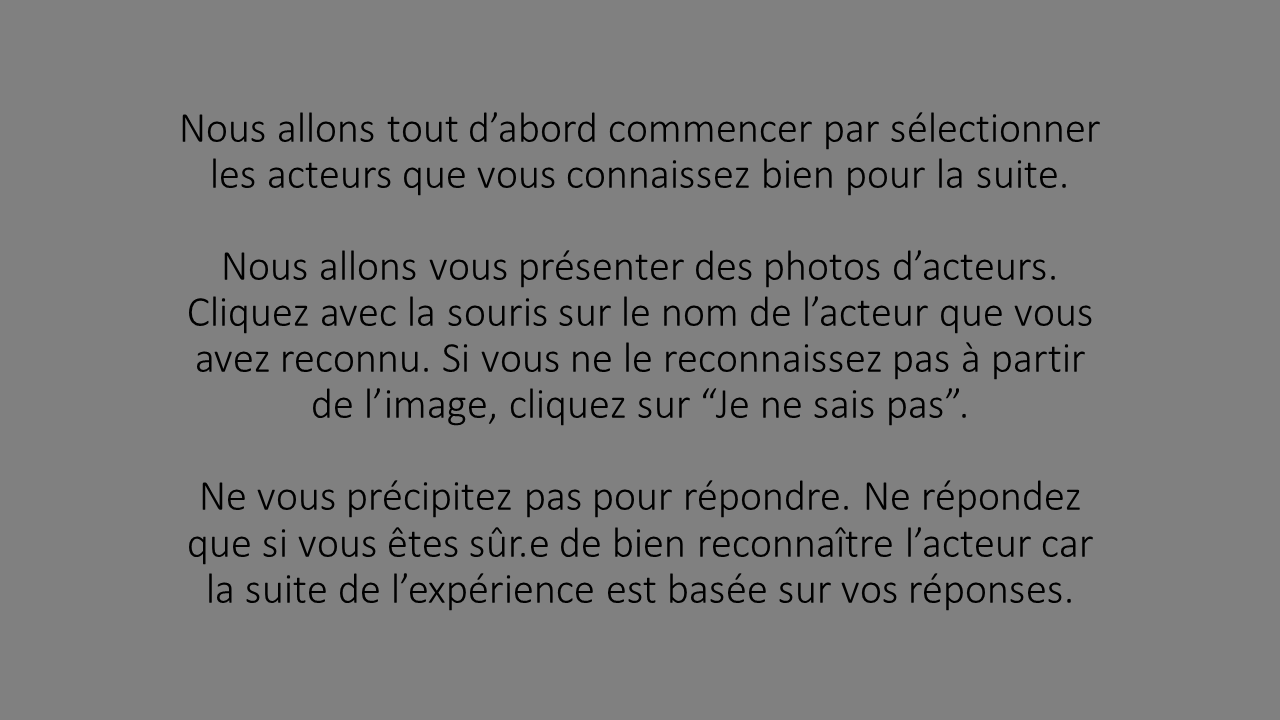 Nous allons tout d’abord commencer par sélectionner
les acteurs que vous connaissez bien pour la suite.
Nous allons vous présenter des photos d’acteurs.
Cliquez avec la souris sur le nom de l’acteur que vous
avez reconnu. Si vous ne le reconnaissez pas à partir
de l’image, cliquez sur “Je ne sais pas”.
Ne vous précipitez pas pour répondre. Ne répondez
que si vous êtes sûr.e de bien reconnaître l’acteur car
la suite de l’expérience est basée sur vos réponses.